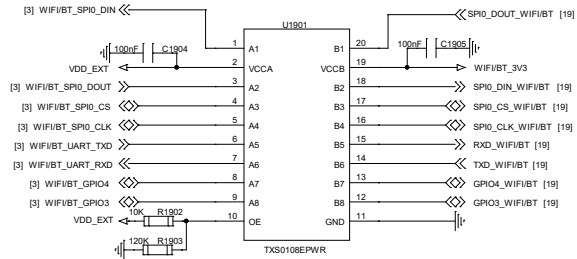 [3] WIFI/BT_SPI0_DIN
U1901
SPI0_DOUT_WIFI/BT [19]
100nF C1904
1 A1 B1 20
100nF C1905
VDD_EXT 2 VCCA VCCB 19 WIFI/BT_3V3
[3] WIFI/BT_SPI0_DOUT 3 A2 B2 18 SPI0_DIN_WIFI/BT [19]
[3] WIFI/BT_SPI0_CS 4 A3 B3 17 SPI0_CS_WIFI/BT [19]
[3] WIFI/BT_SPI0_CLK 5 A4 B4 16 SPI0_CLK_WIFI/BT [19]
[3] WIFI/BT_UART_TXD 6 A5 B5 15 RXD_WIFI/BT [19]
[3] WIFI/BT_UART_RXD 7 A6 B6 14 TXD_WIFI/BT [19]
[3] WIFI/BT_GPIO4 8 A7 B7 13 GPIO4_WIFI/BT [19]
[3] WIFI/BT_GPIO3 9 A8 B8 12 GPIO3_WIFI/BT [19]
VDD_EXT 10K R1902 10 OE GND 11
120K R1903
TXS0108EPWR